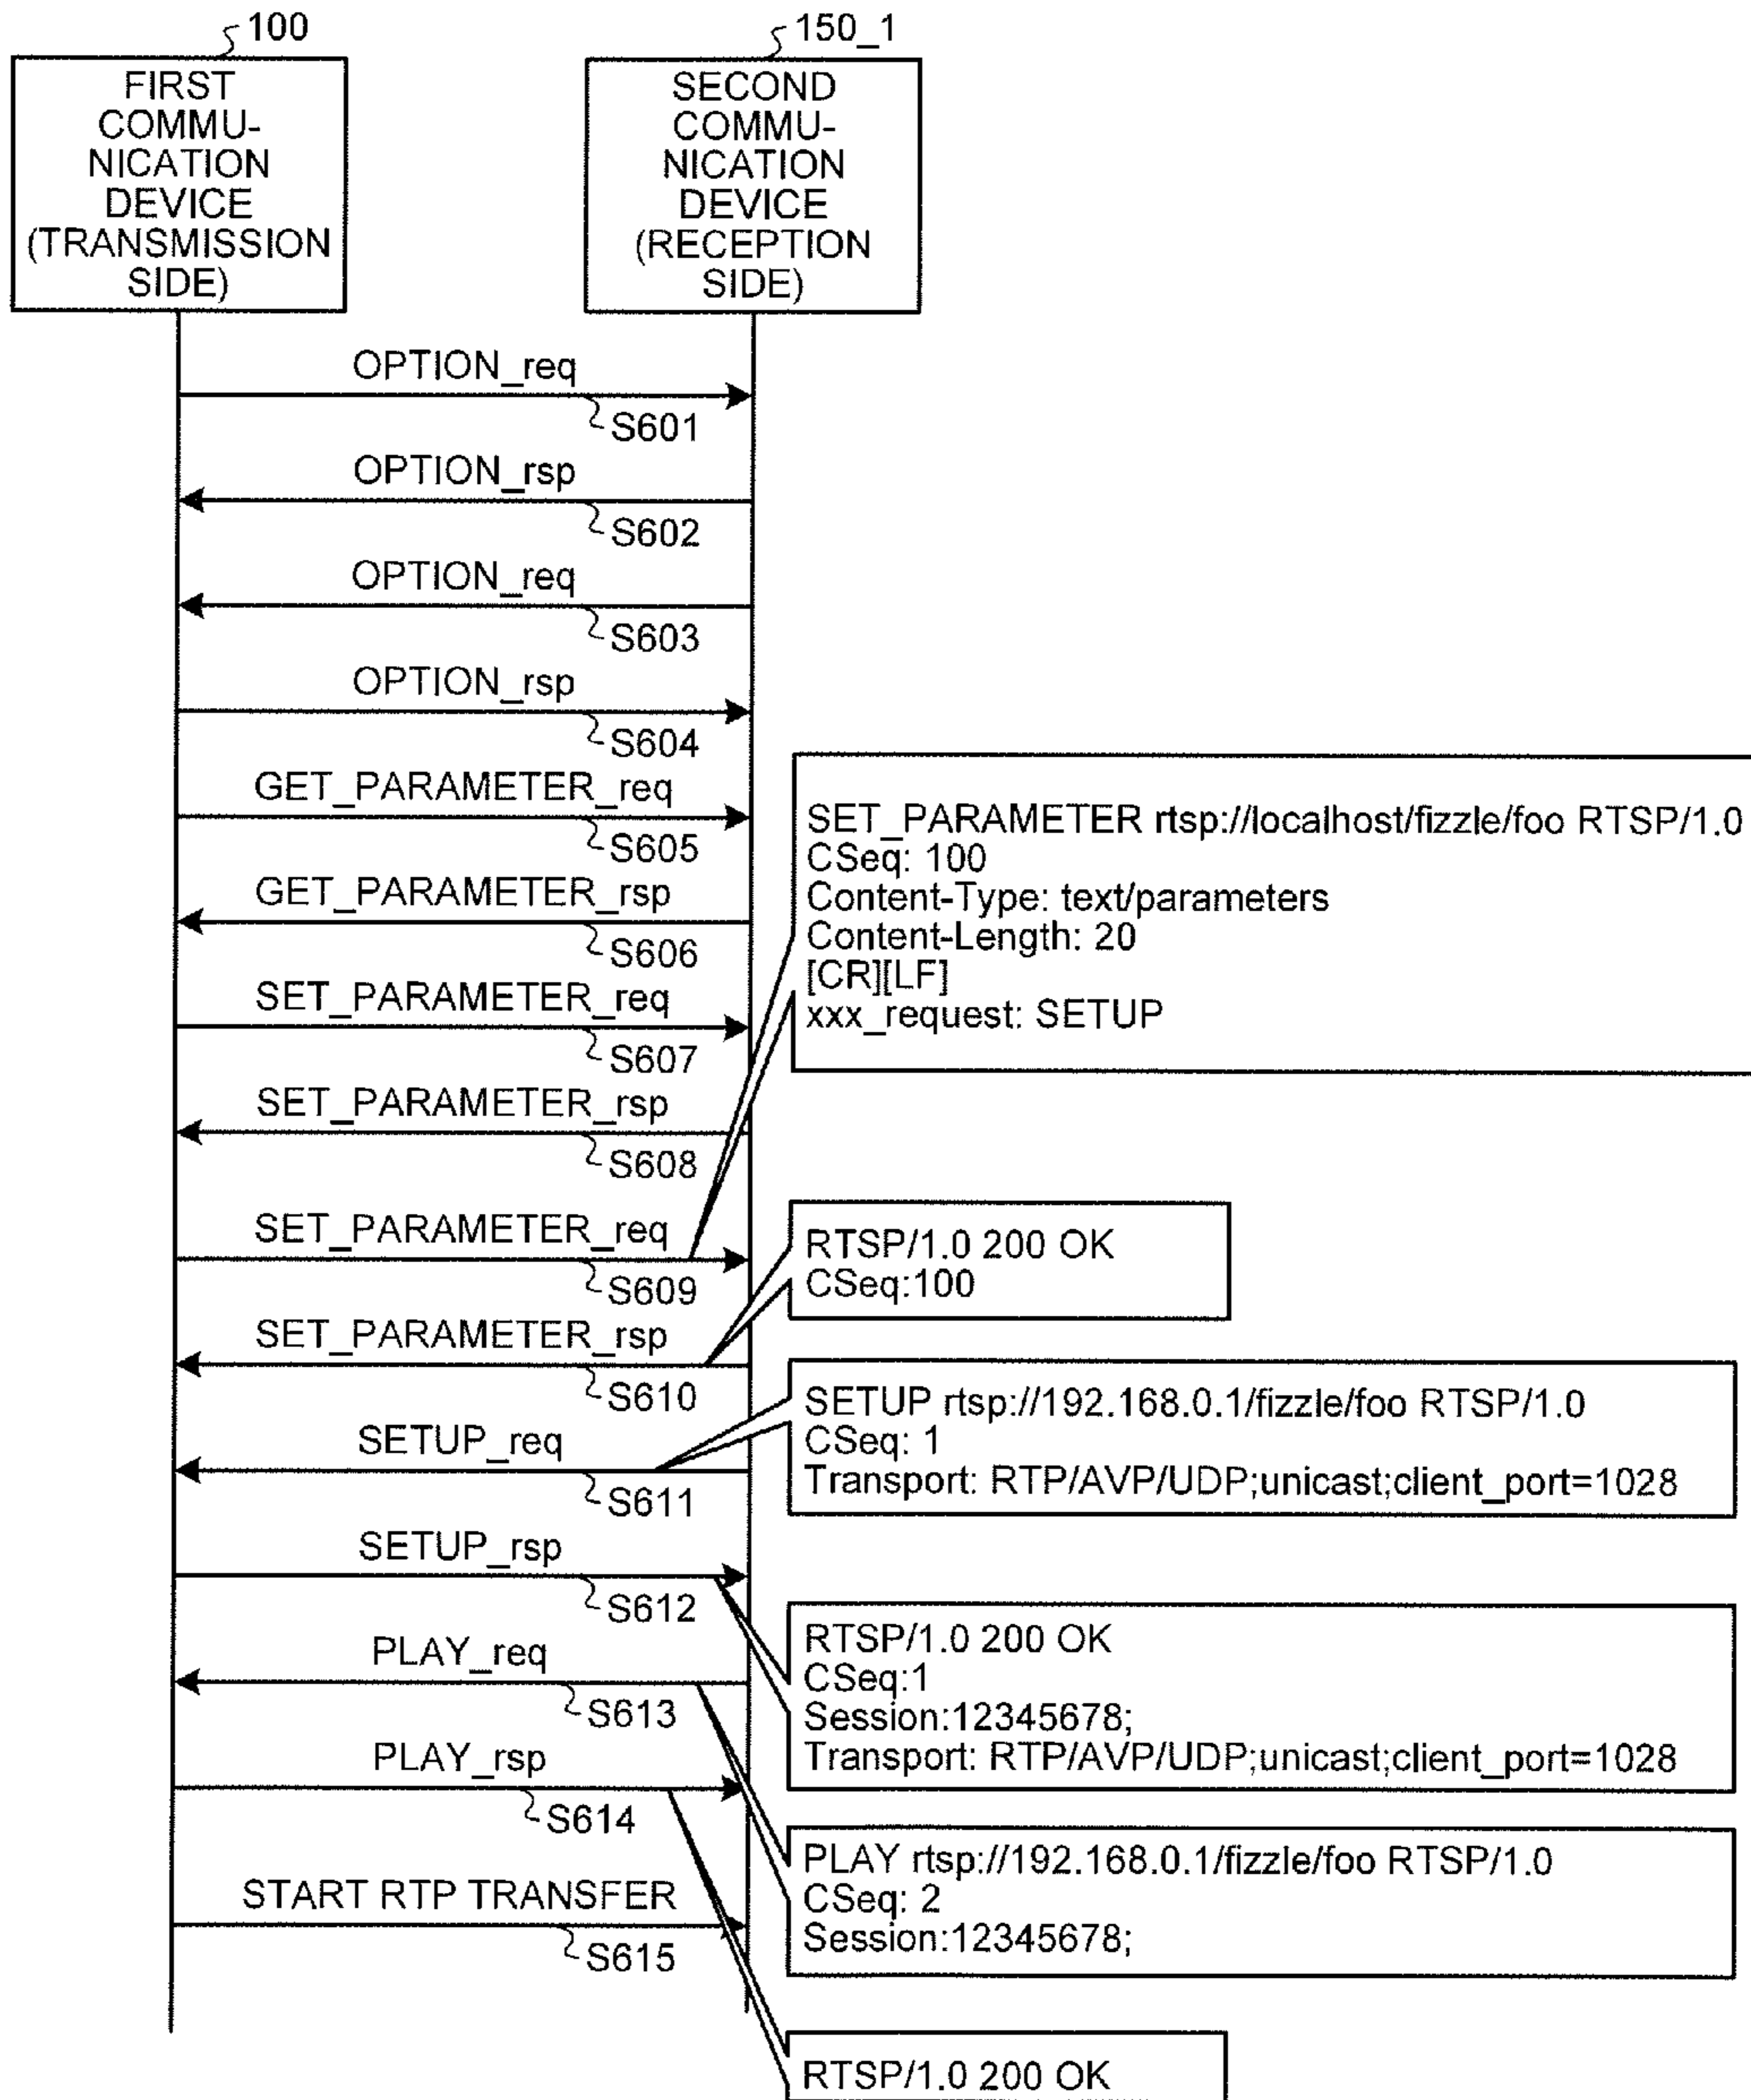 100
FIRST
COMMU-
NICATION
DEVICE
(TRANSMISSION
SIDE)
150_1
SECOND
COMMU-
NICATION
DEVICE
(RECEPTION
SIDE)
OPTION_req
S601
OPTION_rsp
S602
OPTION_req
S603
OPTION_rsp
S604
GET_PARAMETER_req
S605
GET_PARAMETER_rsp
S606
SET_PARAMETER_req
S607
SET_PARAMETER_rsp
S608
SET_PARAMETER_req
S609
SET_PARAMETER rtsp://localhost/fizzle/foo RTSP/1.0
CSeq: 100
Content-Type: text/parameters
Content-Length: 20
[CR][LF]
xxx_request: SETUP
SET_PARAMETER_rsp
S610
RTSP/1.0 200 OK
CSeq:100
SETUP_req
S611
SETUP rtsp://192.168.0.1/fizzle/foo RTSP/1.0
CSeq: 1
Transport: RTP/AVP/UDP;unicast;client_port=1028
SETUP_rsp
S612
RTSP/1.0 200 OK
CSeq:1
Session:12345678;
Transport: RTP/AVP/UDP;unicast;client_port=1028
PLAY_req
S613
PLAY rtsp://192.168.0.1/fizzle/foo RTSP/1.0
CSeq: 2
Session:12345678;
PLAY_rsp
S614
RTSP/1.0 200 OK
START RTP TRANSFER
S615